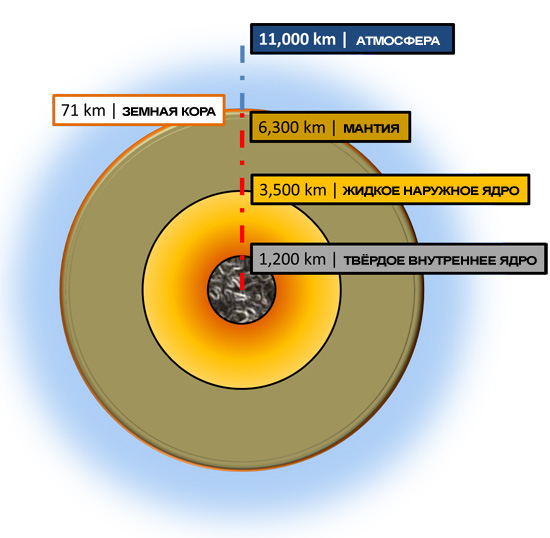 11,000 km | АТМОСФЕРА
71 km | ЗЕМНАЯ КОРА
6,300 km | МАНТИЯ
3,500 km | ЖИДКОЕ НАРУЖНОЕ ЯДРО
1,200 km | ТВЁРДОЕ ВНУТРЕННЕЕ ЯДРО